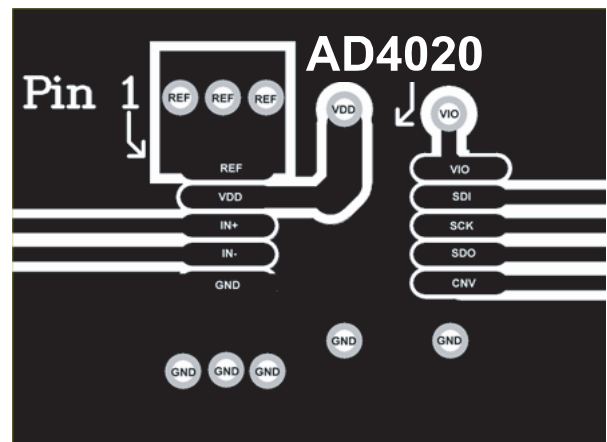 AD4020
Pin 1
REF REF REF
VDD
VIO
REF
VDD
IN+
IN-
GND
VIO
SDI
SCK
SDO
CNV
GND GND GND
GND
GND